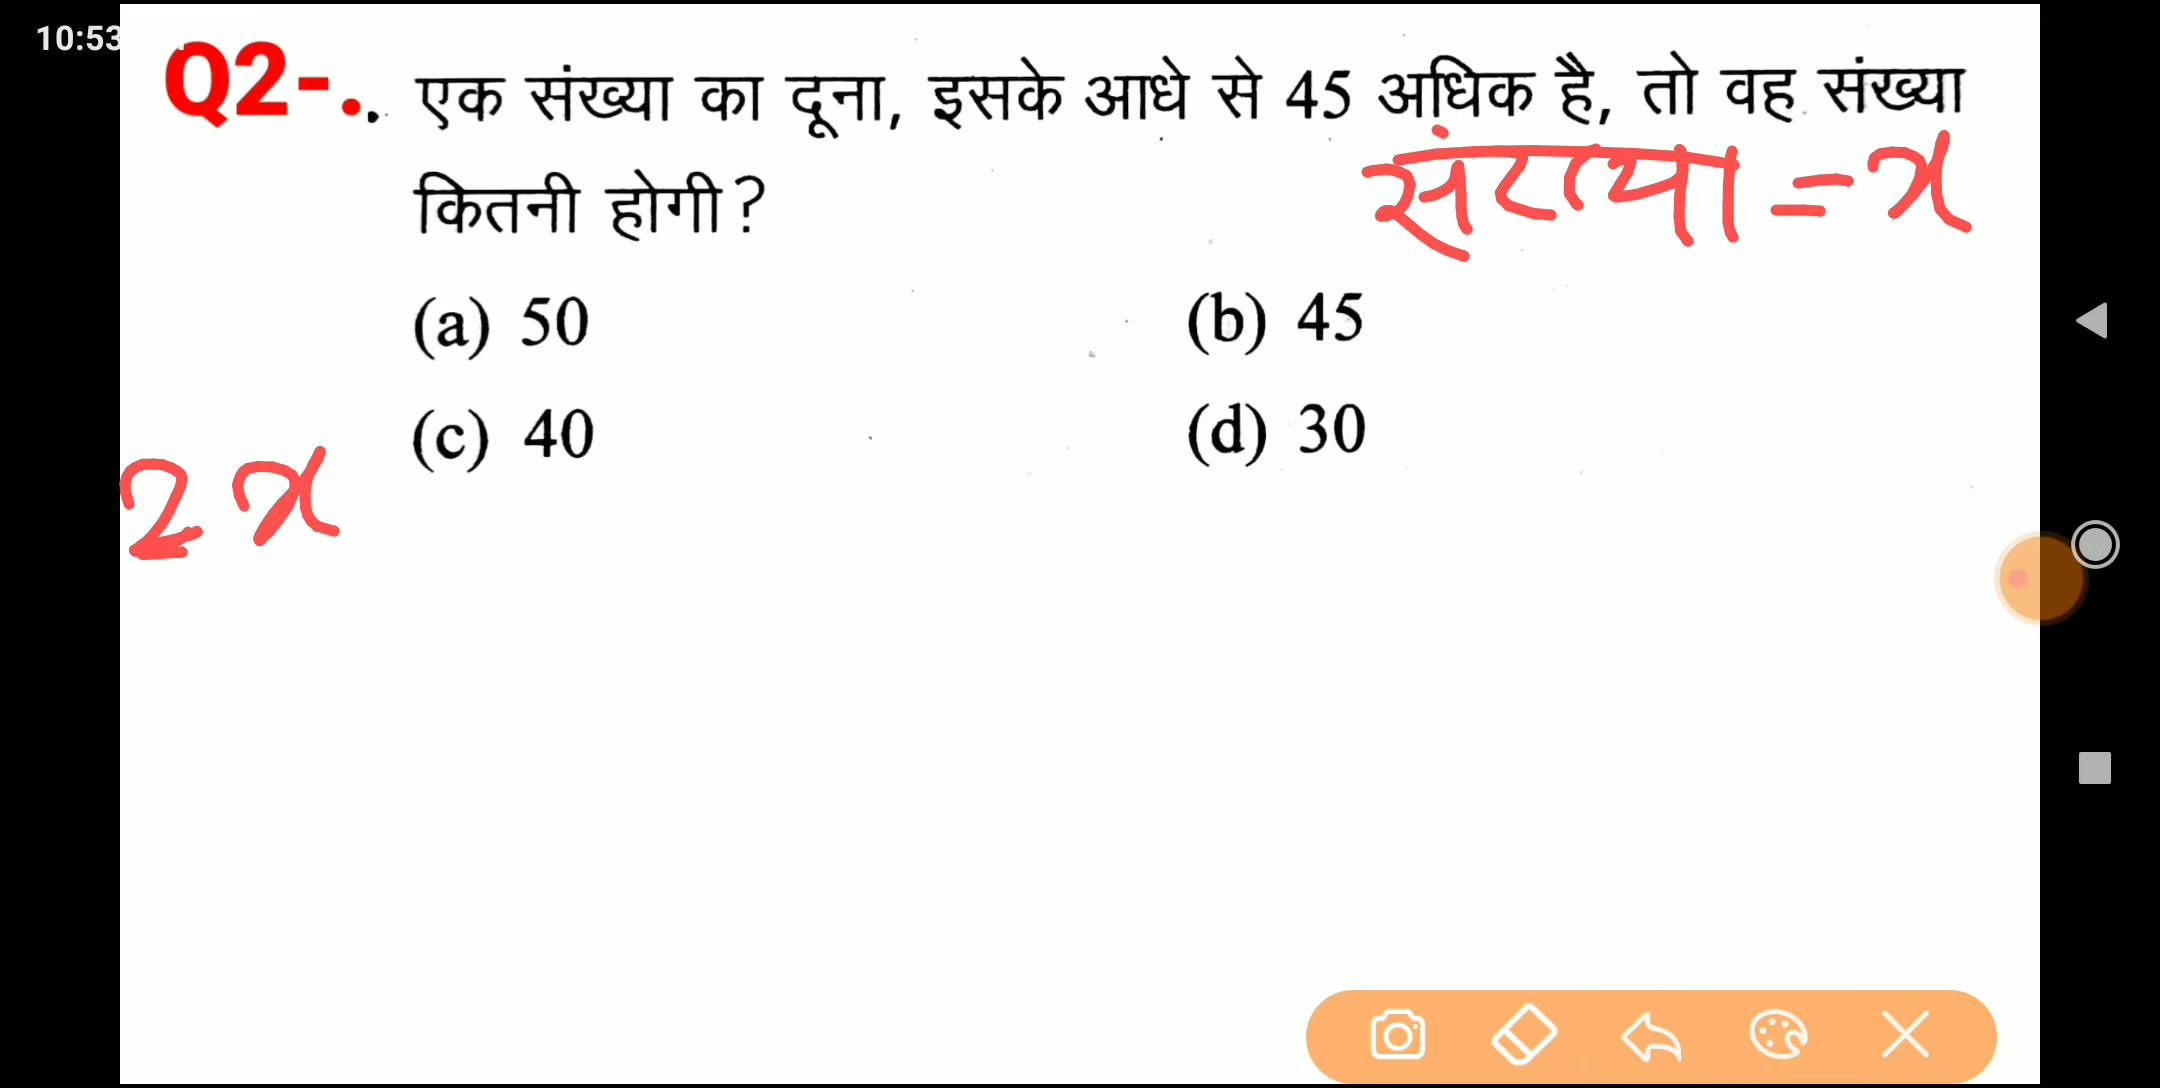 10:53
Q2-.. एक संख्या का दूना, इसके आधे से 45 अधिक है, तो वह संख्या
कितनी होगी?
संख्या = x
(a) 50 (b) 45
(c) 40 (d) 30
2x